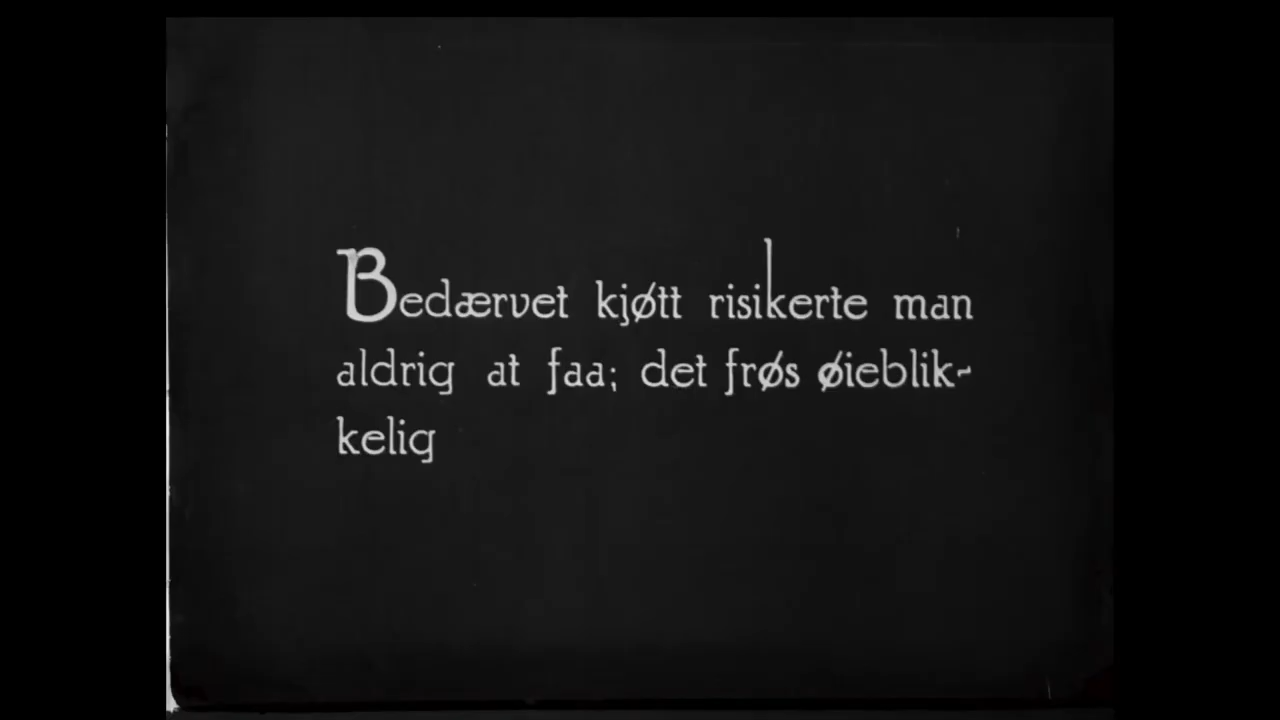 Bedærvet kjøtt risikerte man
aldrig at faa; det frøs øieblik-
kelig